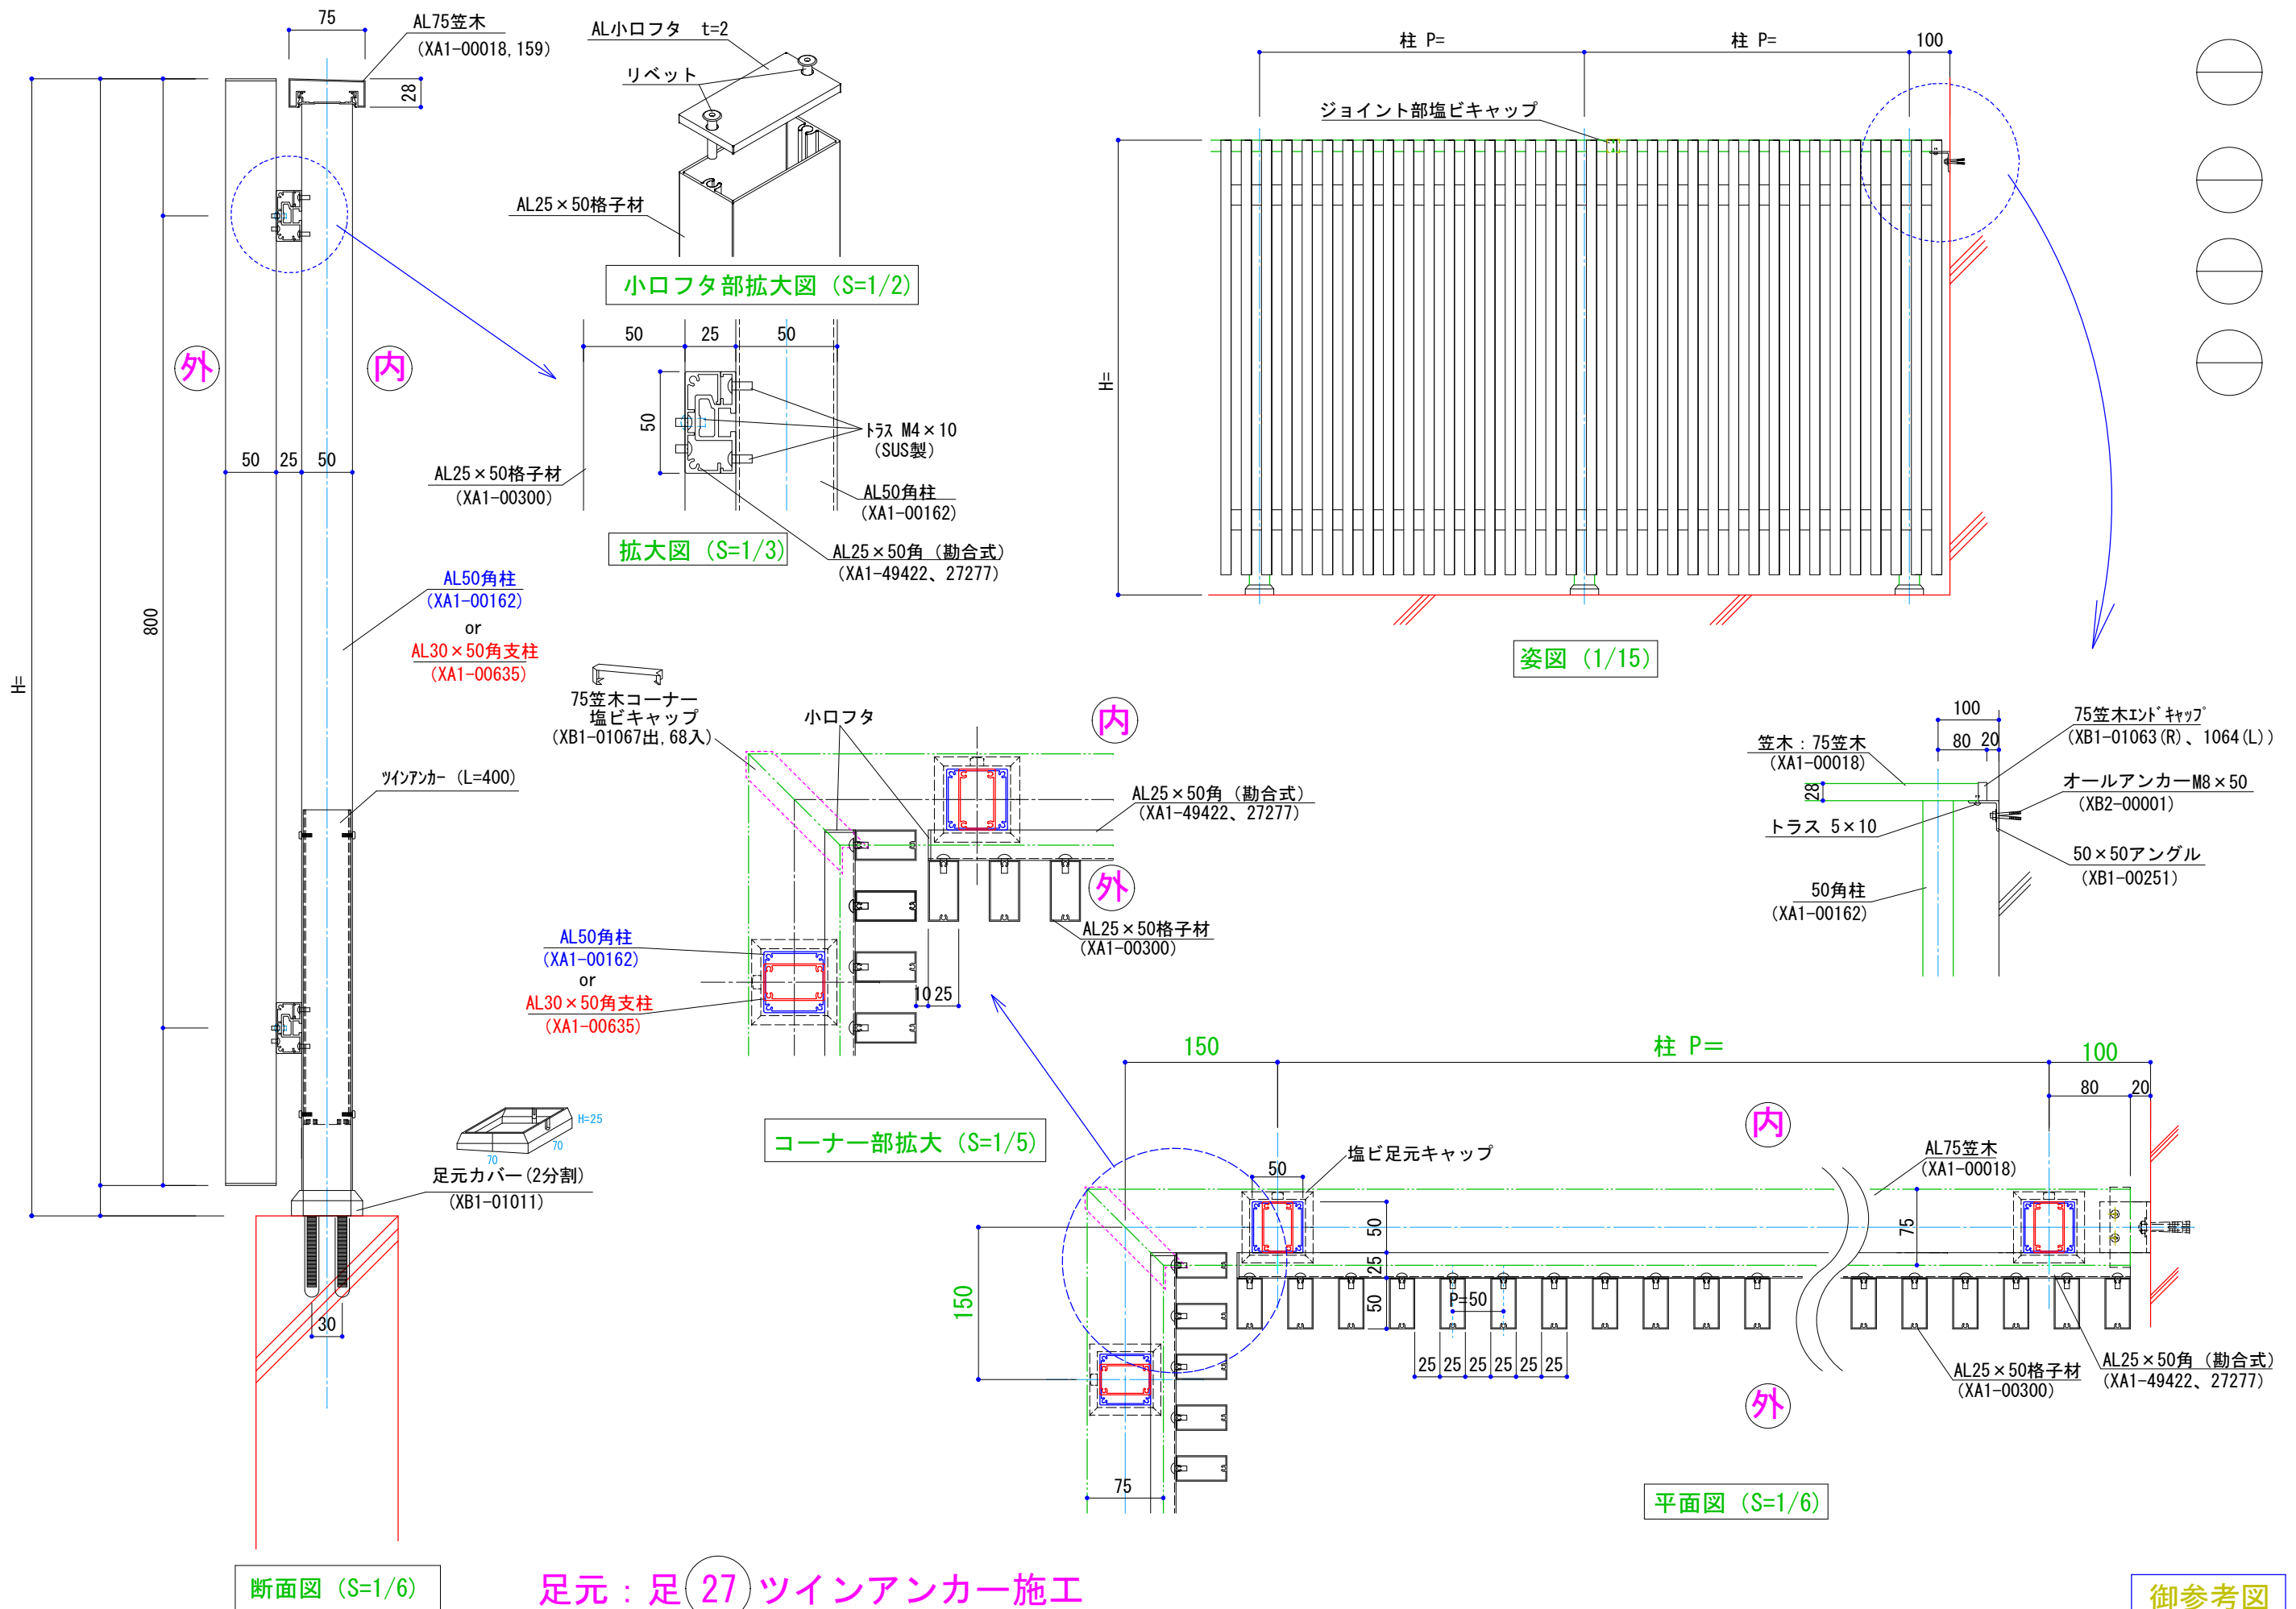 75
AL75笠木
(XA1-00018,159)
28
外
内
50
25
50
800
H=
AL50角柱
(XA1-00162)
or
AL30×50角支柱
(XA1-00635)
ツインアンカー (L=400)
H=25
70
70
足元カバー(2分割)
(XB1-01011)
30
断面図 (S=1/6)
AL小口フタ t=2
リベット
AL25×50格子材
小口フタ部拡大図 (S=1/2)
50
25
50
50
トラス M4×10
(SUS製)
AL25×50格子材
(XA1-00300)
AL50角柱
(XA1-00162)
拡大図 (S=1/3)
AL25×50角 (勘合式)
(XA1-49422、27277)
柱 P=
柱 P=
100
ジョイント部塩ビキャップ
H=
姿図 (1/15)
75笠木コーナー
塩ビキャップ
(XB1-01067出,68入)
小口フタ
内
AL25×50角 (勘合式)
(XA1-49422、27277)
外
AL25×50格子材
(XA1-00300)
AL50角柱
(XA1-00162)
or
AL30×50角支柱
(XA1-00635)
10
25
コーナー部拡大 (S=1/5)
100
80
20
75笠木エンドキャップ
(XB1-01063(R)、1064(L))
笠木:75笠木
(XA1-00018)
28
オールアンカーM8×50
(XB2-00001)
トラス 5×10
50×50アングル
(XB1-00251)
50角柱
(XA1-00162)
150
柱 P=
100
80
20
内
塩ビ足元キャップ
AL75笠木
(XA1-00018)
50
50
25
50
75
150
P=50
25
25
25
25
25
25
75
外
AL25×50格子材
(XA1-00300)
AL25×50角 (勘合式)
(XA1-49422、27277)
平面図 (S=1/6)
足元:足27ツインアンカー施工
御参考図